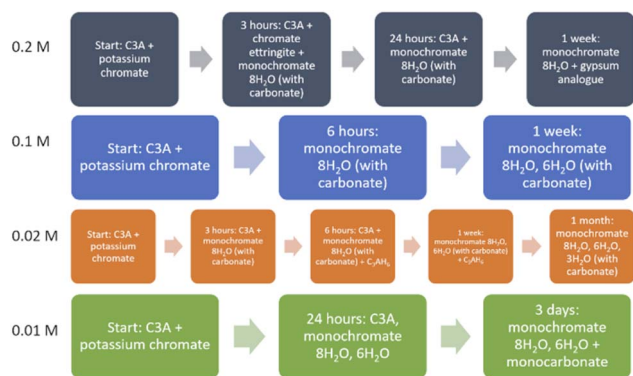 0.2 M
Start: C3A +
potassium
chromate
3 hours: C3A +
chromate
ettringite +
monochromate
8H₂O (with
carbonate)
24 hours: C3A +
monochromate
8H₂O (with
carbonate)
1 week:
monochromate
8H₂O + gypsum
analogue
0.1 M
Start: C3A +
potassium chromate
6 hours:
monochromate
8H₂O (with
carbonate)
1 week:
monochromate
8H₂O, 6H₂O (with
carbonate)
0.02 M
Start: C3A +
potassium
chromate
3 hours: C3A +
monochromate
8H₂O (with
carbonate)
6 hours: C3A +
monochromate
8H₂O (with
carbonate) + C₃AH₆
1 week:
monochromate 8H₂O,
6H₂O (with carbonate)
+ C₃AH₆
1 month:
monochromate
8H₂O, 6H₂O,
3H₂O (with
carbonate)
0.01 M
Start: C3A +
potassium chromate
24 hours: C3A,
monochromate
8H₂O, 6H₂O
3 days:
monochromate
8H₂O, 6H₂O +
monocarbonate